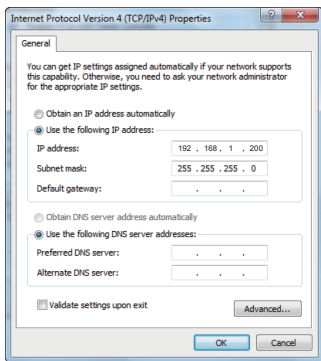 Internet Protocol Version 4 (TCP/IPv4) Properties
General
You can get IP settings assigned automatically if your network supports
this capability. Otherwise, you need to ask your network administrator
for the appropriate IP settings.
Obtain an IP address automatically
Use the following IP address:
IP address: 192 . 168 . 1 . 200
Subnet mask: 255 . 255 . 255 . 0
Default gateway: . . .
Obtain DNS server address automatically
Use the following DNS server addresses:
Preferred DNS server: . . .
Alternate DNS server: . . .
Validate settings upon exit
Advanced...
OK Cancel